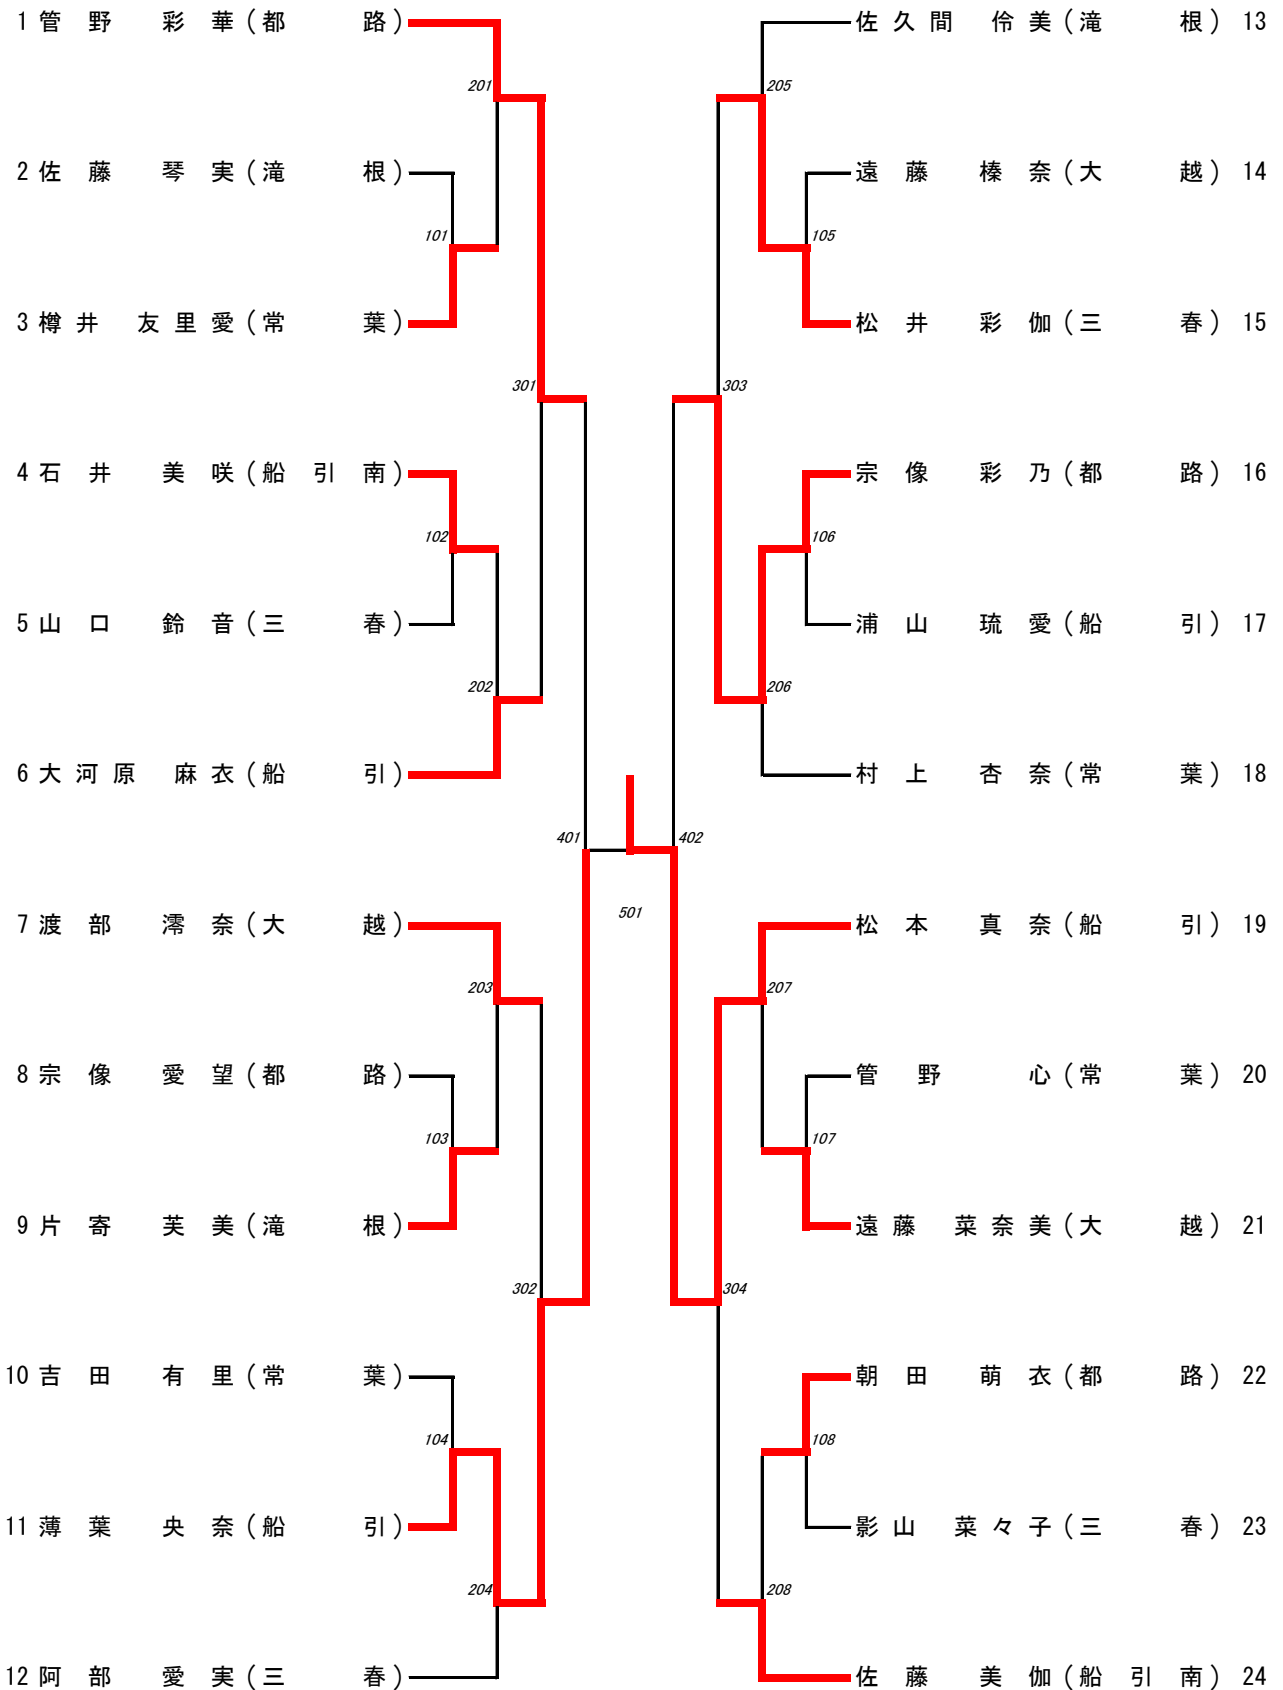 1 管野 彩華(都路)
201
2 佐藤 琴実(滝根)
101
3 樽井 友里愛(常葉)
301
4 石井 美咲(船引南)
102
5 山口 鈴音(三春)
202
6 大河原 麻衣(船引)
401
7 渡部 澪奈(大越)
203
8 宗像 愛望(都路)
103
9 片寄 芙美(滝根)
302
10 吉田 有里(常葉)
104
11 薄葉 央奈(船引)
204
12 阿部 愛実(三春)
501
佐久間 伶美(滝根) 13
205
遠藤 榛奈(大越) 14
105
松井 彩伽(三春) 15
303
宗像 彩乃(都路) 16
106
浦山 琉愛(船引) 17
206
村上 杏奈(常葉) 18
402
松本 真奈(船引) 19
207
管野 心(常葉) 20
107
遠藤 菜奈美(大越) 21
304
朝田 萌衣(都路) 22
108
影山 菜々子(三春) 23
208
佐藤 美伽(船引南) 24